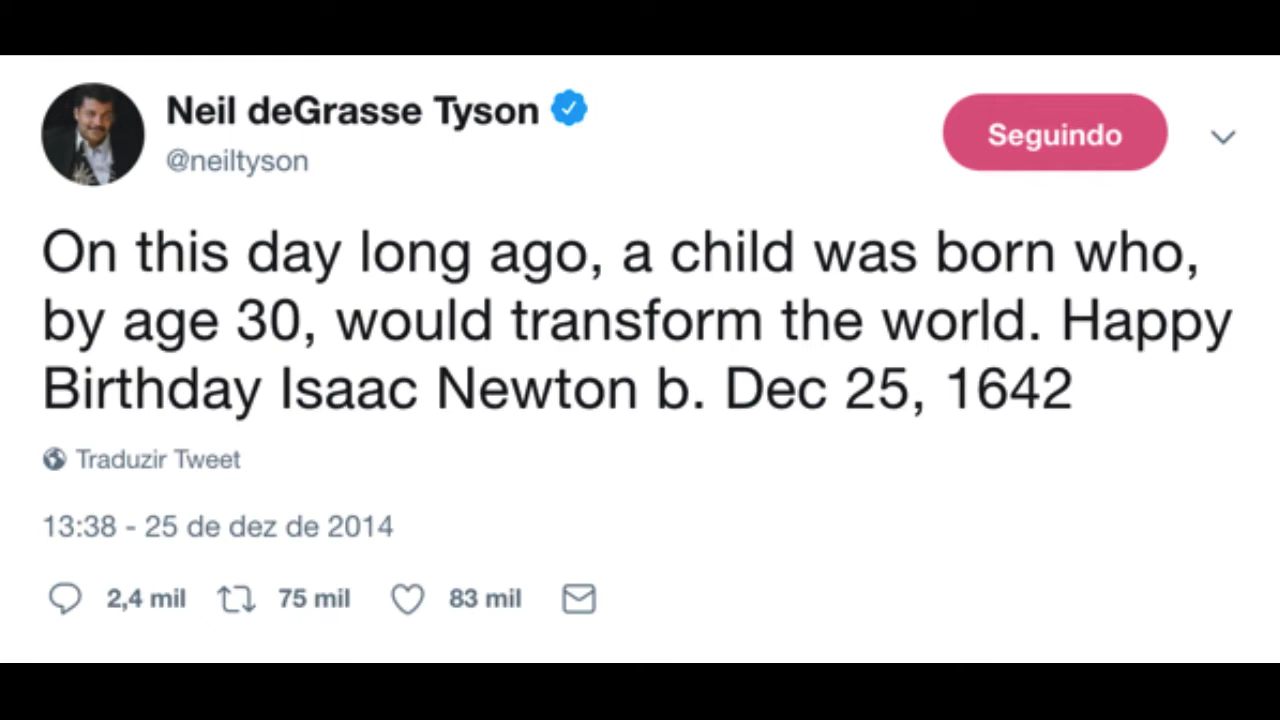 Neil deGrasse Tyson
@neiltyson
Seguindo
On this day long ago, a child was born who,
by age 30, would transform the world. Happy
Birthday Isaac Newton b. Dec 25, 1642
Traduzir Tweet
13:38 - 25 de dez de 2014
2,4 mil 75 mil 83 mil